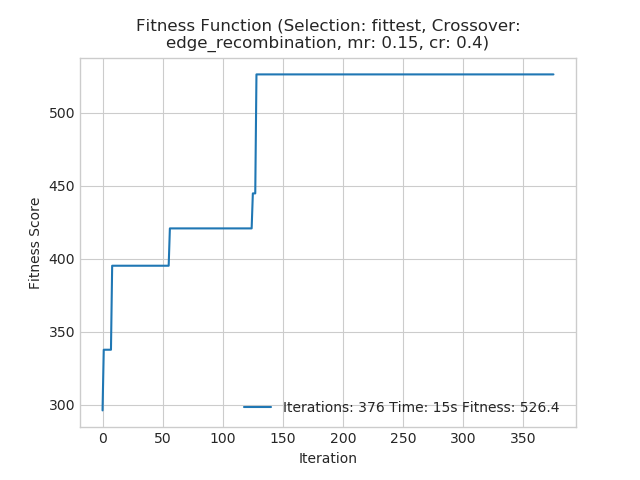 Fitness Function (Selection: fittest, Crossover:
edge_recombination, mr: 0.15, cr: 0.4)
Fitness Score
500
450
400
350
300
Iterations: 376 Time: 15s Fitness: 526.4
0 50 100 150 200 250 300 350
Iteration